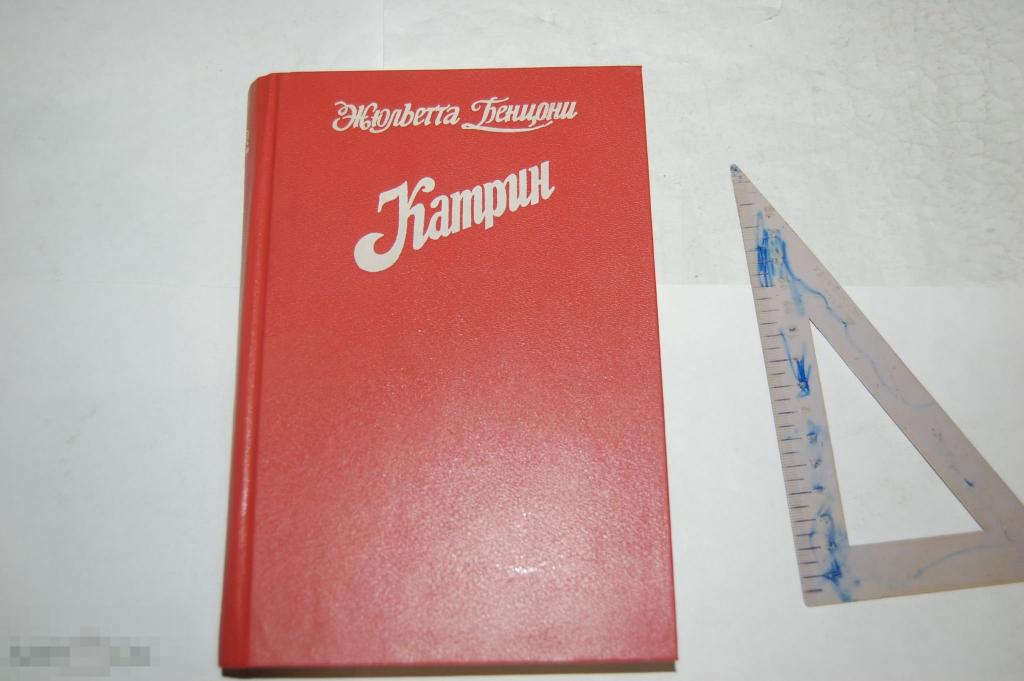 Жюльетта Бенцони
Катрин